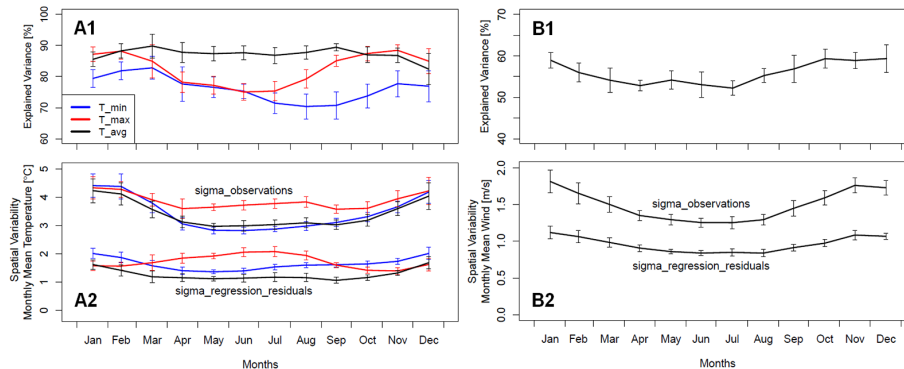 A1
Explained Variance [%]
100
90
80
70
60
T_min
T_max
T_avg
B1
Explained Variance [%]
70
60
50
40
A2
Spatial Variability
Monthly Mean Temperature [°C]
5
4
3
2
1
0
sigma_observations
sigma_regression_residuals
Jan Feb Mar Apr May Jun Jul Aug Sep Oct Nov Dec
Months
B2
Spatial Variability
Monthly Mean Wind [m/s]
2.0
1.5
1.0
0.5
0.0
sigma_observations
sigma_regression_residuals
Jan Feb Mar Apr May Jun Jul Aug Sep Oct Nov Dec
Months